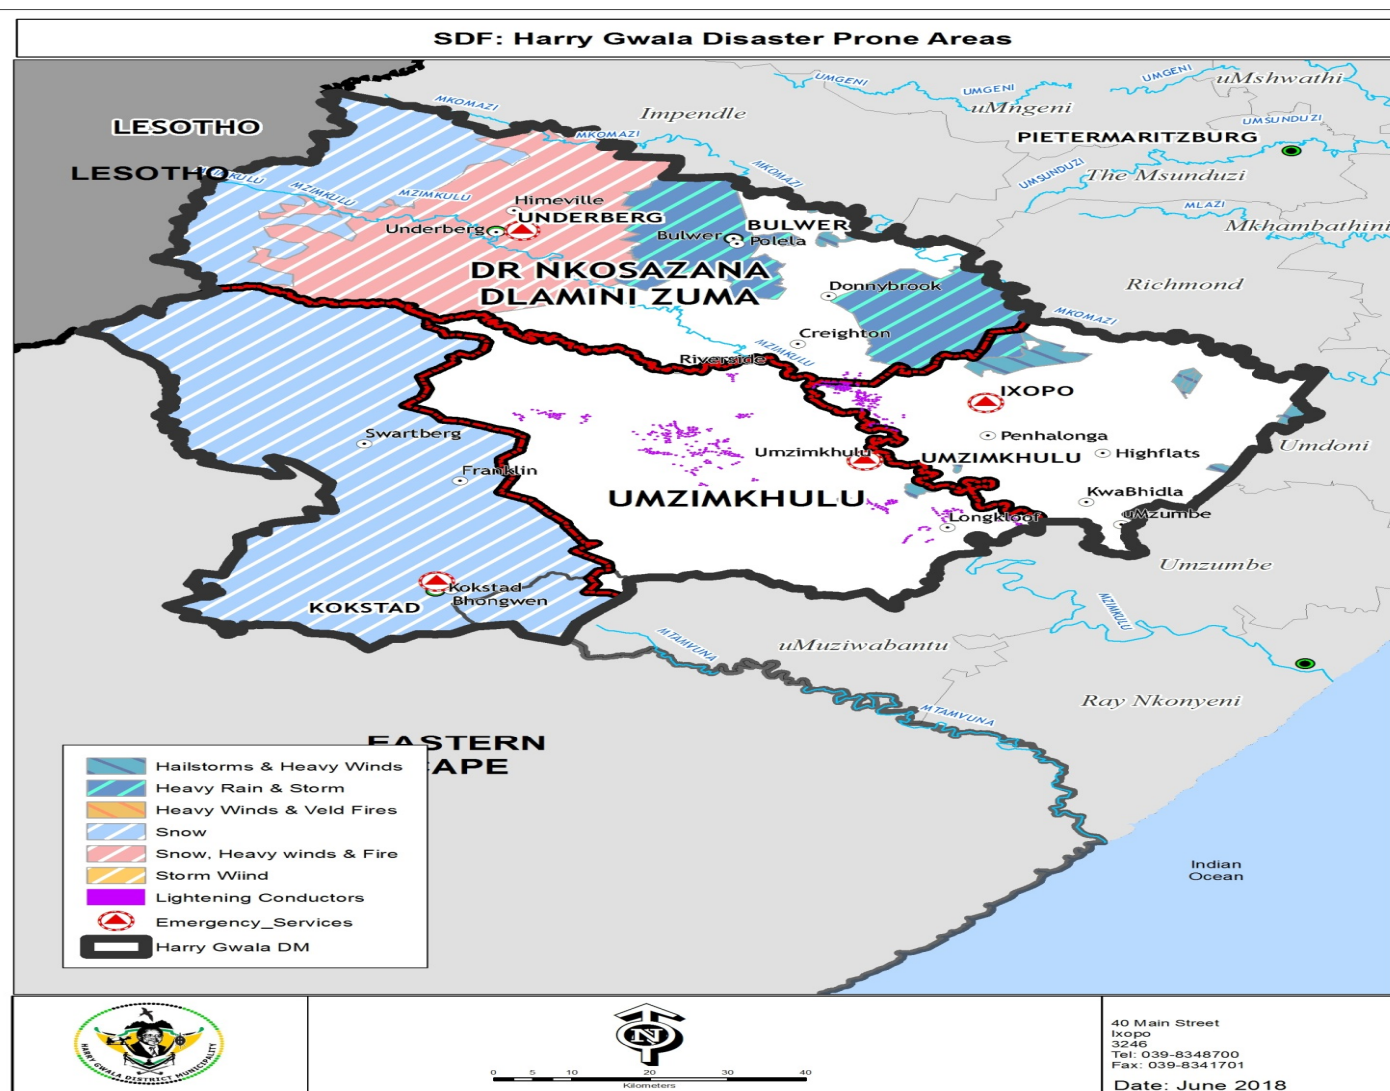 SDF: Harry Gwala Disaster Prone Areas
LESOTHO
LESOTHO
MKOMAZI
Impendle
UMGENI
UMGENI
UMGENI
uMshwathi
uMngeni
UMSUNDUZI
PIETERMARITZBURG
MKOMAZI
MKOMAZI
UMSUNDUZI
The Msunduzi
MZIMKULU
MZIMKULU
MLAZI
Mkhambathini
Himeville
UNDERBERG
Underberg
BULWER
Bulwer
Polela
DR NKOSAZANA
DLAMINI ZUMA
Donnybrook
Richmond
MKOMAZI
Creighton
MZIMKULU
Riverside
IXOPO
Swartberg
Penhalonga
Umdoni
Umzimkhulu
UMZIMKHULU
Highflats
Franklin
UMZIMKHULU
KwaBhidla
Longkloof
uMzumbe
Umzumbe
Kokstad
Bhongwen
KOKSTAD
MZIMKULU
MTAMVUNA
uMuziwabantu
Ray Nkonyeni
MTAMVUNA
EASTERN
CAPE
Indian
Ocean
Hailstorms & Heavy Winds
Heavy Rain & Storm
Heavy Winds & Veld Fires
Snow
Snow, Heavy winds & Fire
Storm Wiind
Lightening Conductors
Emergency_Services
Harry Gwala DM
HARRY GWALA DISTRICT MUNICIPALITY
N
0 5 10 20 30 40
Kilometers
40 Main Street
Ixopo
3246
Tel: 039-8348700
Fax: 039-8341701
Date: June 2018